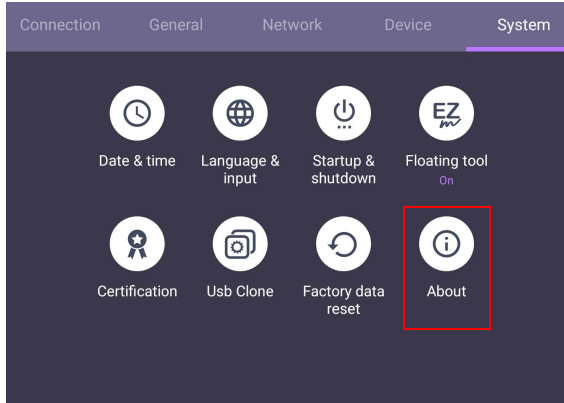 Connection General Network Device System
EZ
Date & time Language & input Startup & shutdown Floating tool
On
Certification Usb Clone Factory data reset About